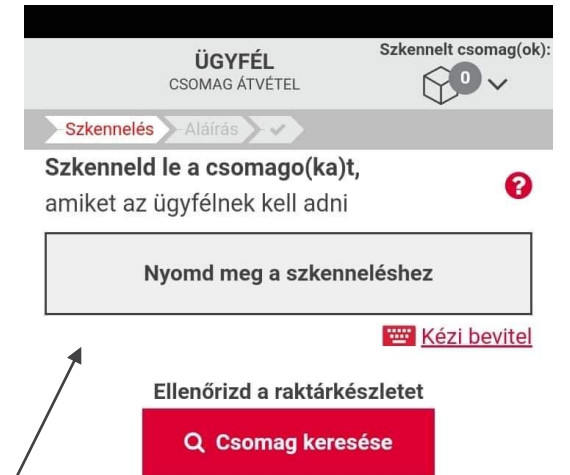 ÜGYFÉL
CSOMAG ÁTVÉTEL
Szkennelt csomag(ok):
0
Szkennelés
Aláírás
Szkenneld le a csomago(ka)t,
amiket az ügyfélnek kell adni
?
Nyomd meg a szkenneléshez
Kézi bevitel
Ellenőrizd a raktárkészletet
Csomag keresése